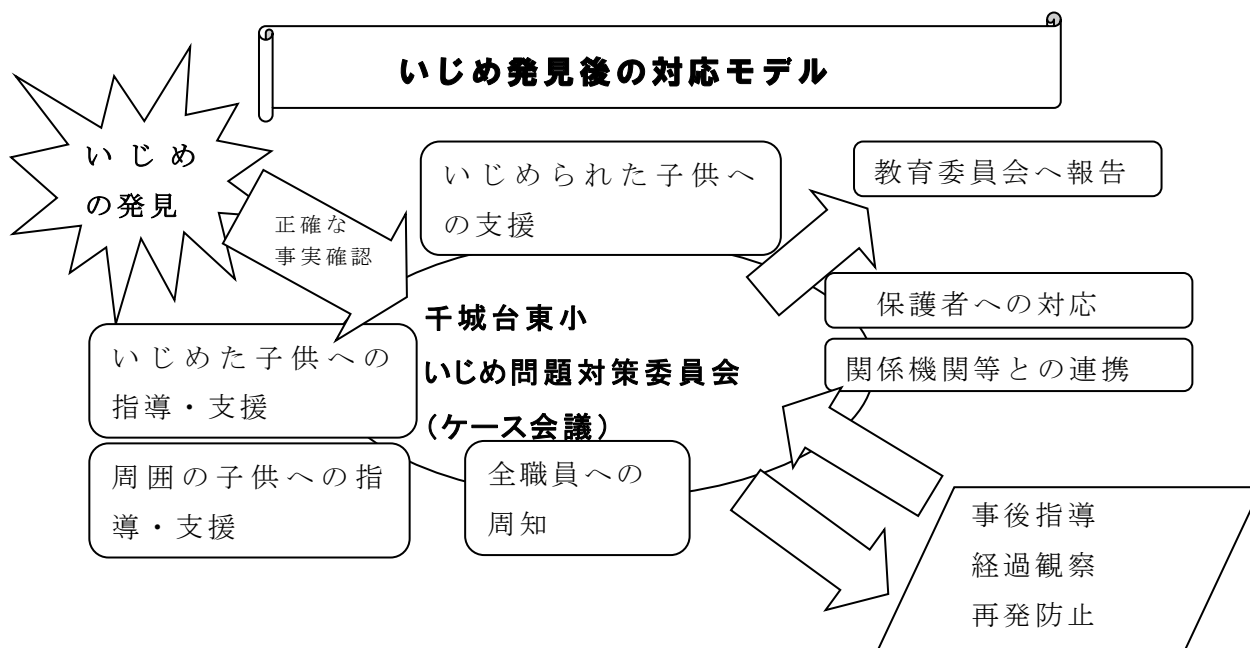 いじめ発見後の対応モデル
いじめ
の発見
正確な
事実確認
いじめられた子供へ
の支援
教育委員会へ報告
保護者への対応
関係機関等との連携
千城台東小
いじめ問題対策委員会
（ケース会議）
いじめた子供への
指導・支援
周囲の子供への指
導・支援
全職員への
周知
事後指導
経過観察
再発防止